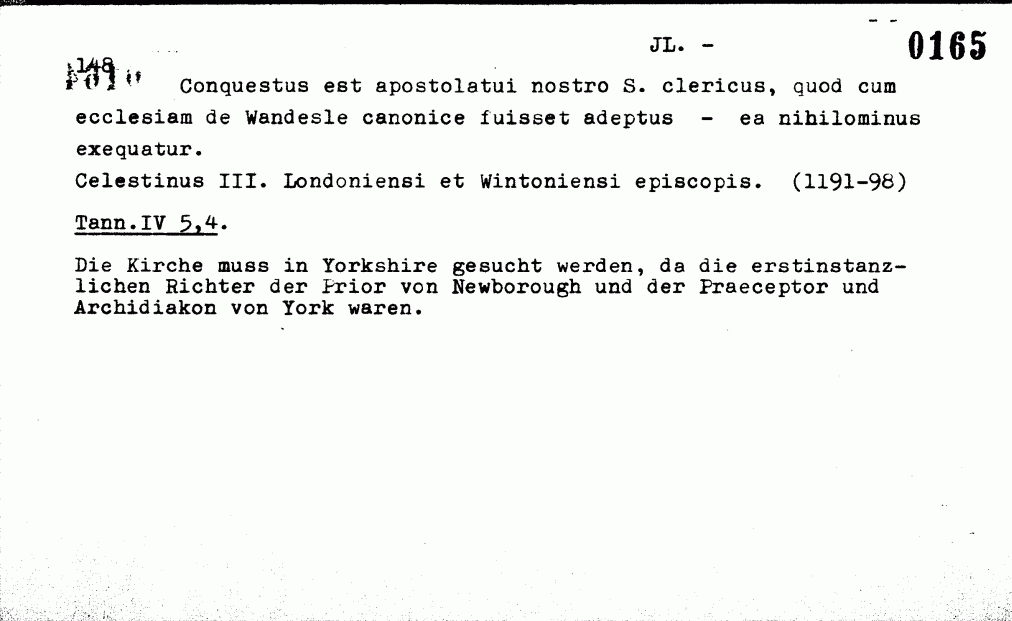 JL. - 0165
148
Conquestus est apostolatui nostro S. clericus, quod cum
ecclesiam de Wandesle canonice fuisset adeptus - ea nihilominus
exequatur.
Celestinus III. Londoniensi et Wintoniensi episcopis. (1191-98)
Tann.IV 5,4.
Die Kirche muss in Yorkshire gesucht werden, da die erstinstanz-
lichen Richter der Prior von Newborough und der Praeceptor und
Archidiakon von York waren.